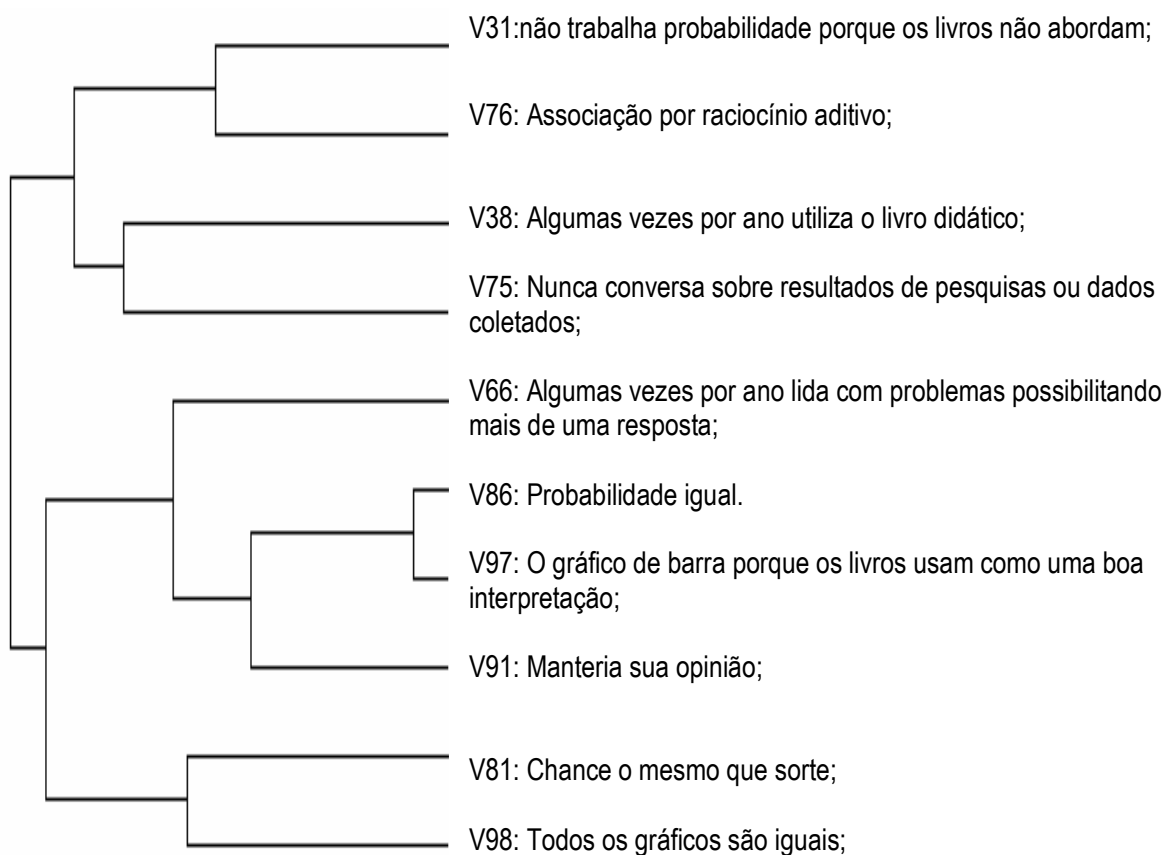 V31:não trabalha probabilidade porque os livros não abordam;
V76: Associação por raciocínio aditivo;
V38: Algumas vezes por ano utiliza o livro didático;
V75: Nunca conversa sobre resultados de pesquisas ou dados
coletados;
V66: Algumas vezes por ano lida com problemas possibilitando
mais de uma resposta;
V86: Probabilidade igual.
V97: O gráfico de barra porque os livros usam como uma boa
interpretação;
V91: Manteria sua opinião;
V81: Chance o mesmo que sorte;
V98: Todos os gráficos são iguais;